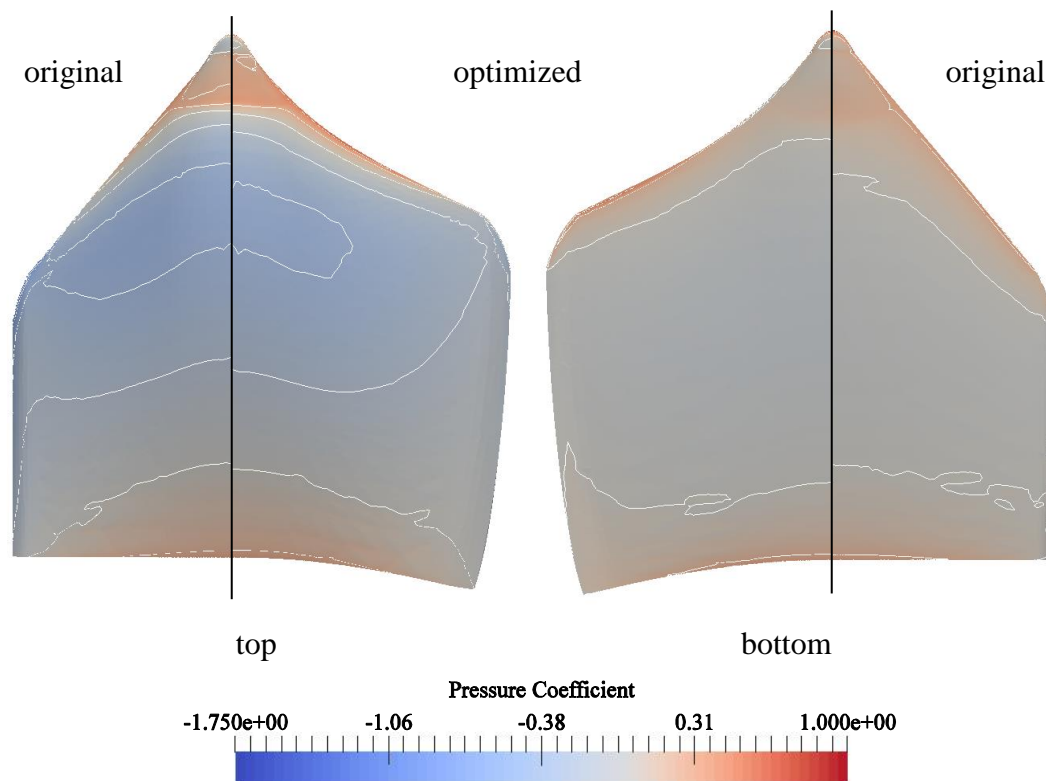 original optimized original
top bottom
Pressure Coefficient
-1.750e+00 -1.06 -0.38 0.31 1.000e+00